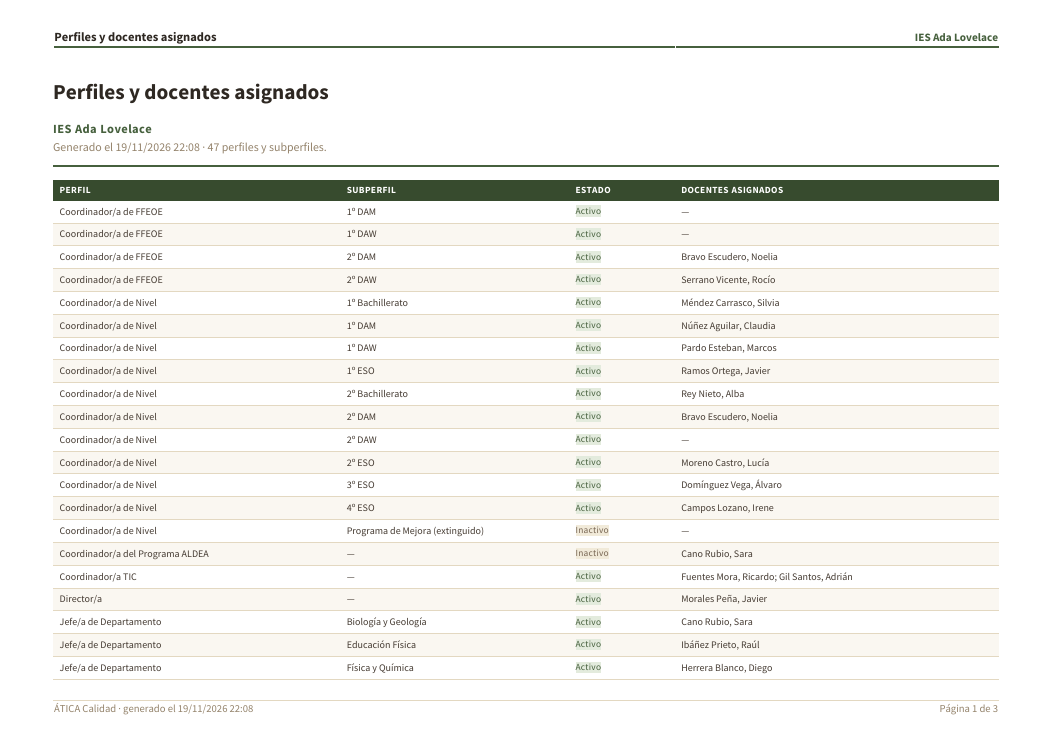 Perfiles y docentes asignados IES Ada Lovelace
Perfiles y docentes asignados
IES Ada Lovelace
Generado el 19/11/2026 22:08 · 47 perfiles y subperfiles.
PERFIL SUBPERFIL ESTADO DOCENTES ASIGNADOS
Coordinador/a de FFEOE 1º DAM Activo —
Coordinador/a de FFEOE 1º DAW Activo —
Coordinador/a de FFEOE 2º DAM Activo Bravo Escudero, Noelia
Coordinador/a de FFEOE 2º DAW Activo Serrano Vicente, Rocío
Coordinador/a de Nivel 1º Bachillerato Activo Méndez Carrasco, Silvia
Coordinador/a de Nivel 1º DAM Activo Núñez Aguilar, Claudia
Coordinador/a de Nivel 1º DAW Activo Pardo Esteban, Marcos
Coordinador/a de Nivel 1º ESO Activo Ramos Ortega, Javier
Coordinador/a de Nivel 2º Bachillerato Activo Rey Nieto, Alba
Coordinador/a de Nivel 2º DAM Activo Bravo Escudero, Noelia
Coordinador/a de Nivel 2º DAW Activo —
Coordinador/a de Nivel 2º ESO Activo Moreno Castro, Lucía
Coordinador/a de Nivel 3º ESO Activo Domínguez Vega, Álvaro
Coordinador/a de Nivel 4º ESO Activo Campos Lozano, Irene
Coordinador/a de Nivel Programa de Mejora (extinguido) Inactivo —
Coordinador/a del Programa ALDEA — Inactivo Cano Rubio, Sara
Coordinador/a TIC — Activo Fuentes Mora, Ricardo; Gil Santos, Adrián
Director/a — Activo Morales Peña, Javier
Jefe/a de Departamento Biología y Geología Activo Cano Rubio, Sara
Jefe/a de Departamento Educación Física Activo Ibáñez Prieto, Raúl
Jefe/a de Departamento Física y Química Activo Herrera Blanco, Diego
ÁTICA Calidad · generado el 19/11/2026 22:08 Página 1 de 3